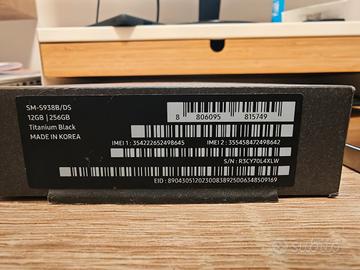 SM-S938B/DS
12GB | 256GB
Titanium Black
MADE IN KOREA
8 806095 815749
IMEI 1 : 354222652498645 IMEI 2 : 355458472498642
S/N : R3CY70L4XLW
EID : 89043051202300838925006348509169
subito